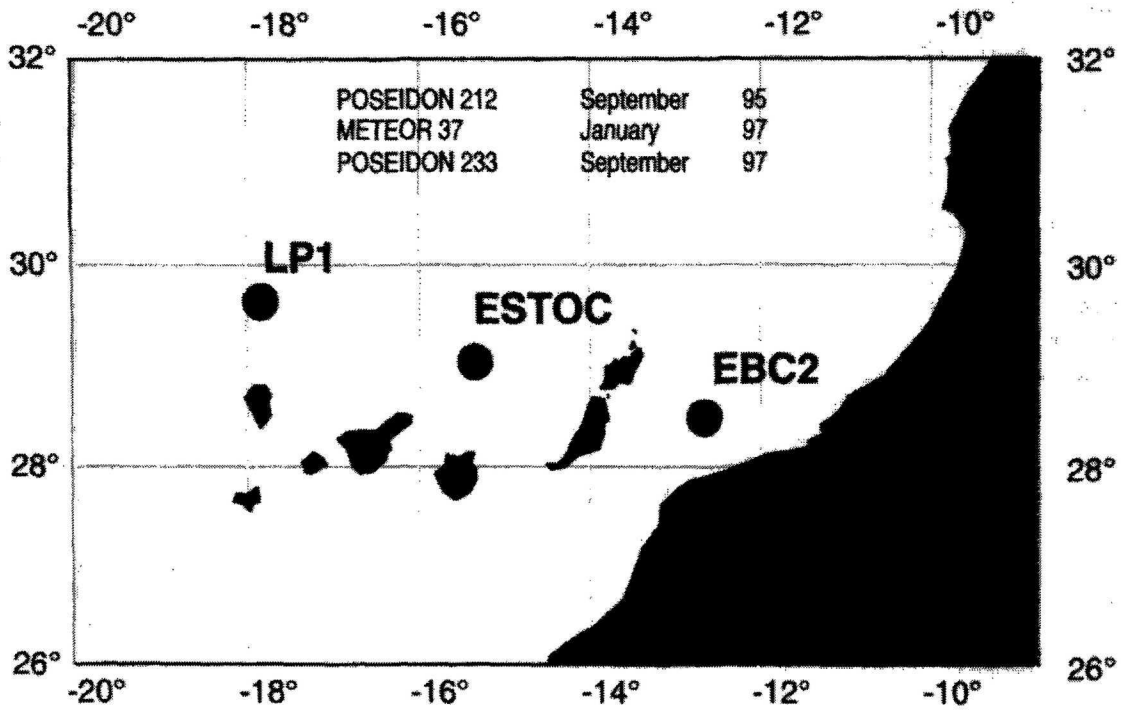 -20° -18° -16° -14° -12° -10°
32° 32°
POSEIDON 212 September 95
METEOR 37 January 97
POSEIDON 233 September 97
LP1
30° 30°
ESTOC
EBC2
28° 28°
26° 26°
-20° -18° -16° -14° -12° -10°